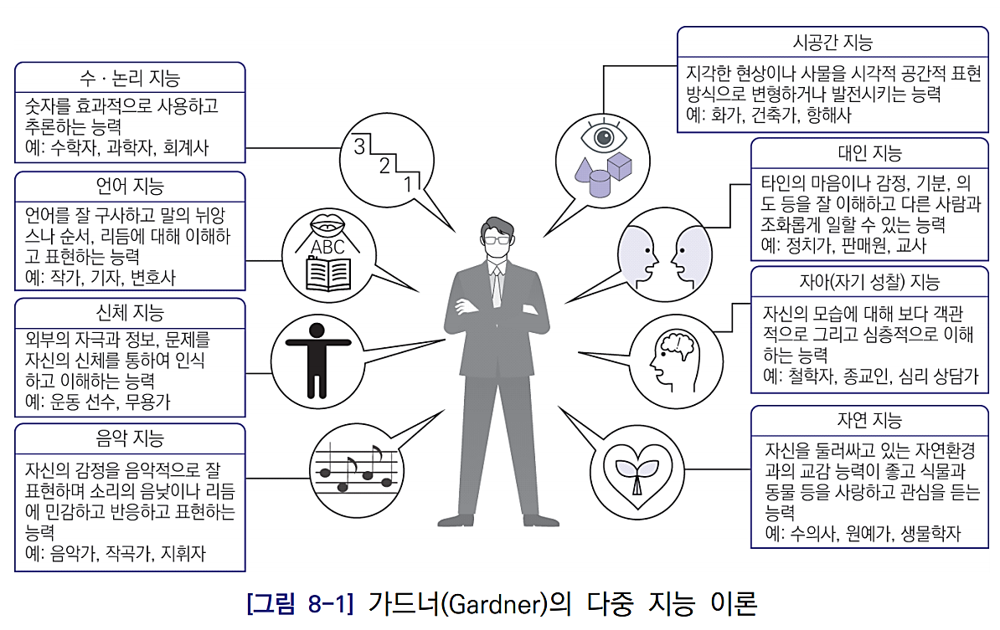 수·논리 지능
숫자를 효과적으로 사용하고
추론하는 능력
예: 수학자, 과학자, 회계사
언어 지능
언어를 잘 구사하고 말의 뉘앙
스나 순서, 리듬에 대해 이해하
고 표현하는 능력
예: 작가, 기자, 변호사
신체 지능
외부의 자극과 정보, 문제를
자신의 신체를 통하여 인식
하고 이해하는 능력
예: 운동 선수, 무용가
음악 지능
자신의 감정을 음악적으로 잘
표현하며 소리의 음낮이나 리듬
에 민감하고 반응하고 표현하는
능력
예: 음악가, 작곡가, 지휘자
3
2
1
ABC
시공간 지능
지각한 현상이나 사물을 시각적 공간적 표현
방식으로 변형하거나 발전시키는 능력
예: 화가, 건축가, 항해사
대인 지능
타인의 마음이나 감정, 기분, 의
도 등을 잘 이해하고 다른 사람과
조화롭게 일할 수 있는 능력
예: 정치가, 판매원, 교사
자아(자기 성찰) 지능
자신의 모습에 대해 보다 객관
적으로 그리고 심층적으로 이해
하는 능력
예: 철학자, 종교인, 심리 상담가
자연 지능
자신을 둘러싸고 있는 자연환경
과의 교감 능력이 좋고 식물과
동물 등을 사랑하고 관심을 듣는
능력
예: 수의사, 원예가, 생물학자
[그림 8-1] 가드너(Gardner)의 다중 지능 이론